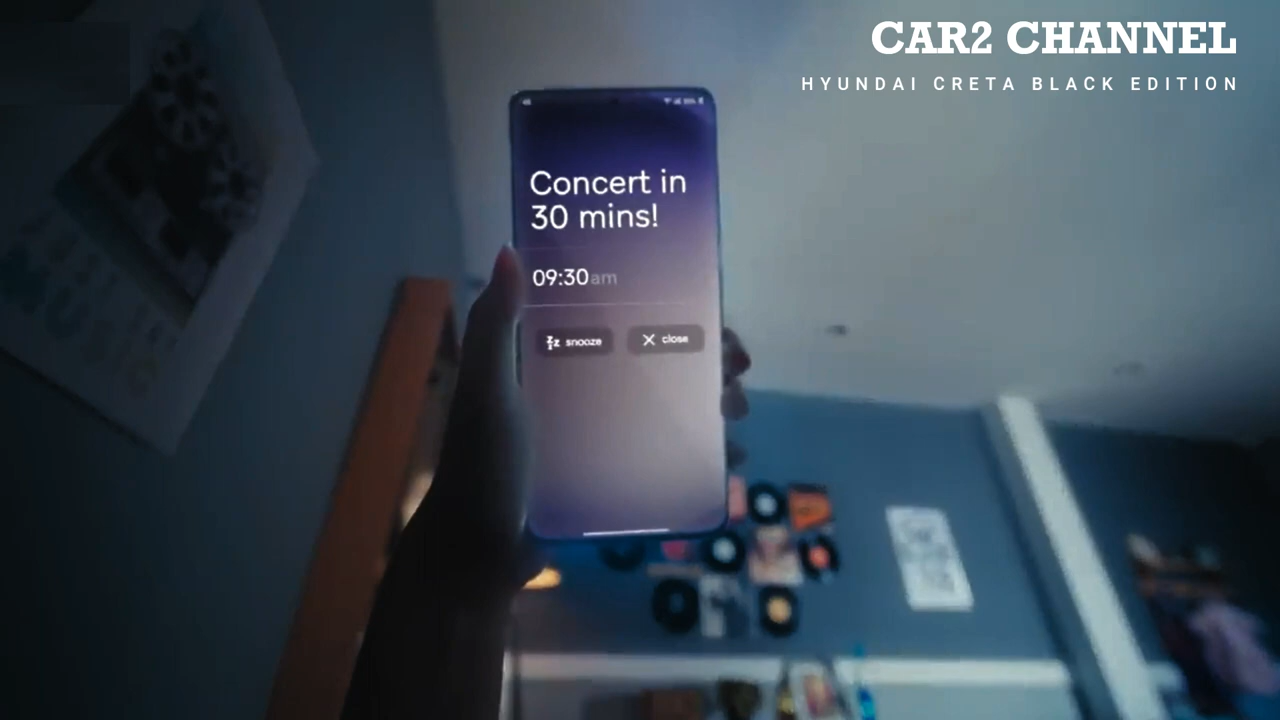 CAR2 CHANNEL
HYUNDAI CRETA BLACK EDITION
Concert in
30 mins!
09:30am
snooze
close